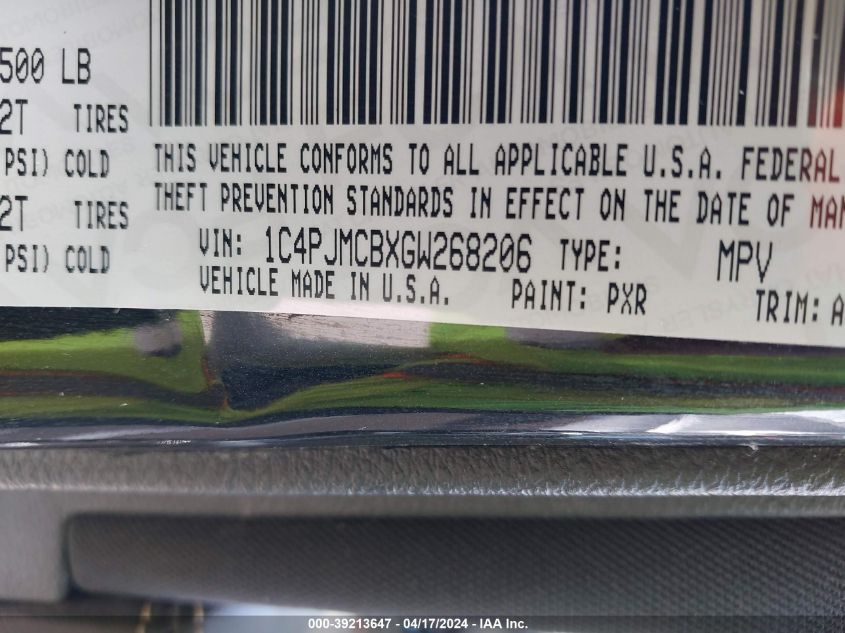 500 LB
2T TIRES
PSI) COLD
2T TIRES
PSI) COLD
THIS VEHICLE CONFORMS TO ALL APPLICABLE U.S.A. FEDERAL
THEFT PREVENTION STANDARDS IN EFFECT ON THE DATE OF MAN
VIN: 1C4PJMCBXGW268206 TYPE: MPV
VEHICLE MADE IN U.S.A. PAINT: PXR TRIM: A
*** 39213647 - 04/17/2024 - IAA Inc. ***